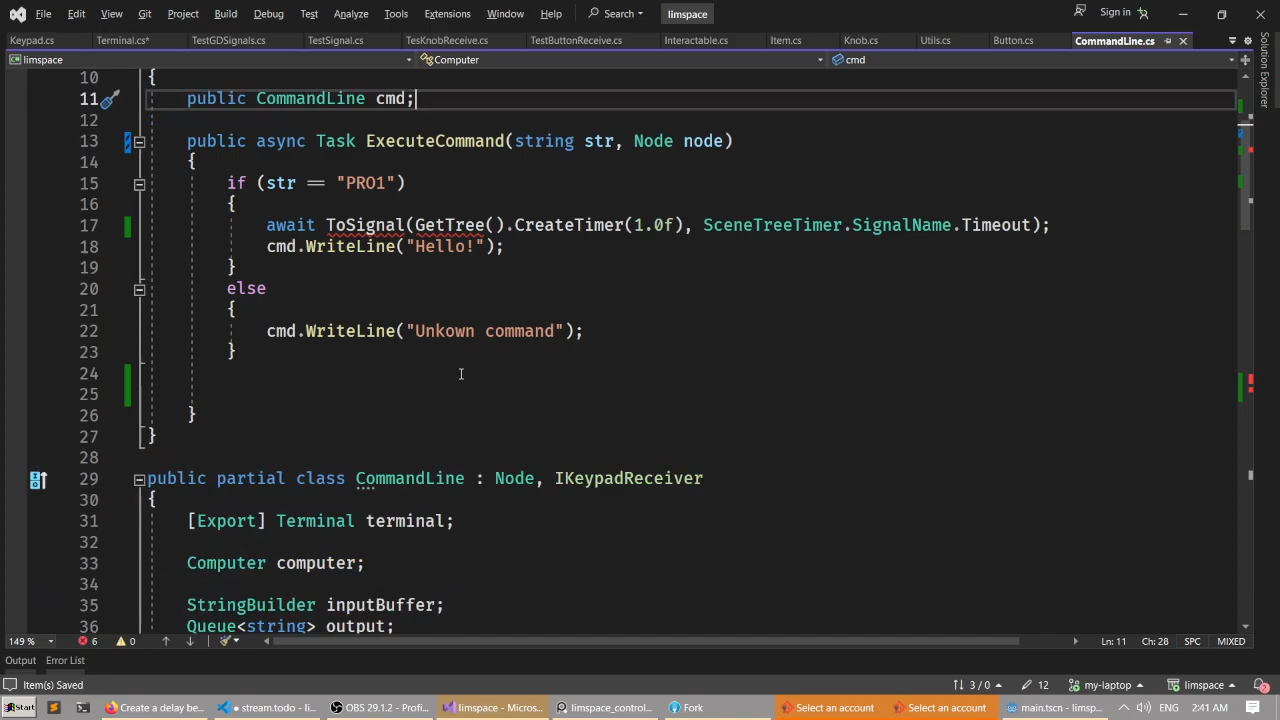 File Edit View Git Project Build Debug Test Analyze Tools Extensions Window Help Search limspace Sign in
Keypad.cs Terminal.cs* TestGDSignals.cs TestSignal.cs TesKnobReceive.cs TestButtonReceive.cs Interactable.cs Item.cs Knob.cs Utils.cs Button.cs CommandLine.cs
limspace Computer cmd
Solution Explorer
10 {
11 public CommandLine cmd;
12
13 public async Task ExecuteCommand(string str, Node node)
14 {
15 if (str == "PRO1")
16 {
17 await ToSignal(GetTree().CreateTimer(1.0f), SceneTreeTimer.SignalName.Timeout);
18 cmd.WriteLine("Hello!");
19 }
20 else
21 {
22 cmd.WriteLine("Unkown command");
23 }
24
25
26 }
27 }
28
29 public partial class CommandLine : Node, IKeypadReceiver
30 {
31 [Export] Terminal terminal;
32
33 Computer computer;
34
35 StringBuilder inputBuffer;
36 Queue<string> output;
149 % 6 0 Ln: 11 Ch: 28 SPC MIXED
Output Error List
Item(s) Saved 3 / 0 12 my-laptop limspace 2
Start Create a delay be... stream.todo - li... OBS 29.1.2 - Profi... limspace - Micros... limspace_control... Fork Select an account Select an account main.tscn - limsp... ENG 2:41 AM